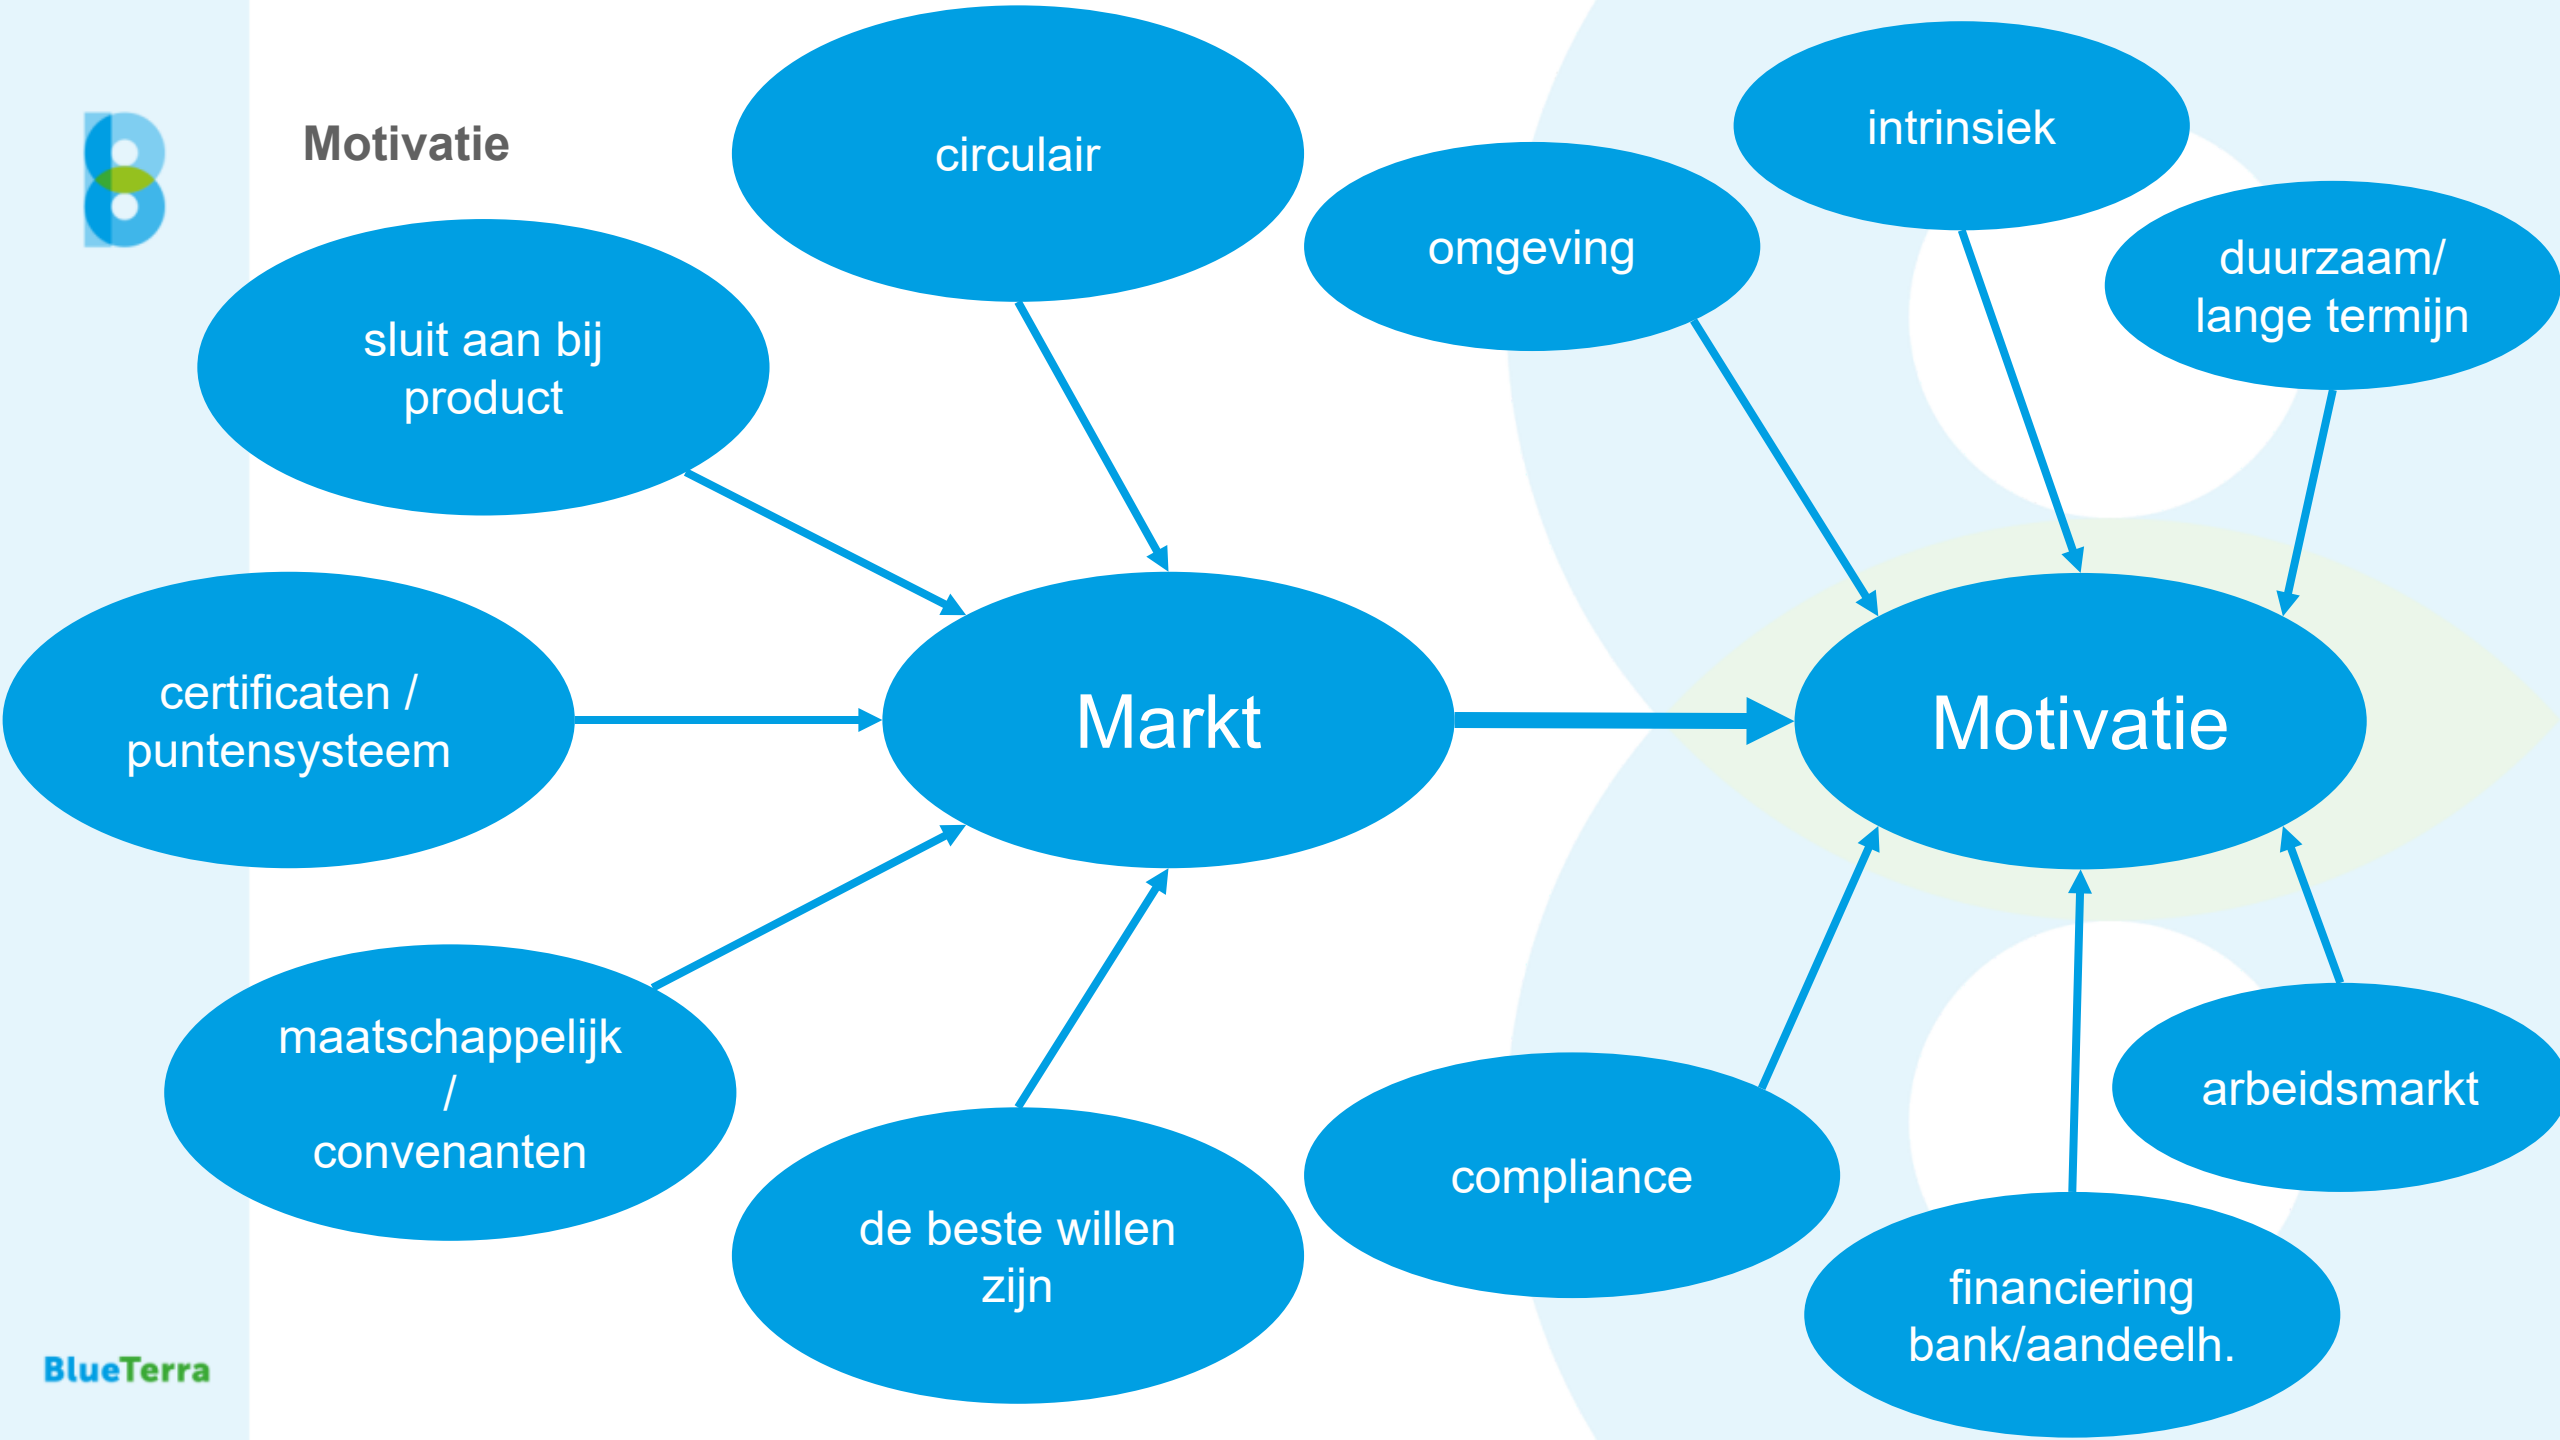 Motivatie
circulair
intrinsiek
omgeving
duurzaam/
lange termijn
sluit aan bij
product
certificaten /
puntensysteem
Markt
Motivatie
maatschappelijk
/
convenanten
de beste willen
zijn
compliance
arbeidsmarkt
financiering
bank/aandeelh.
BlueTerra